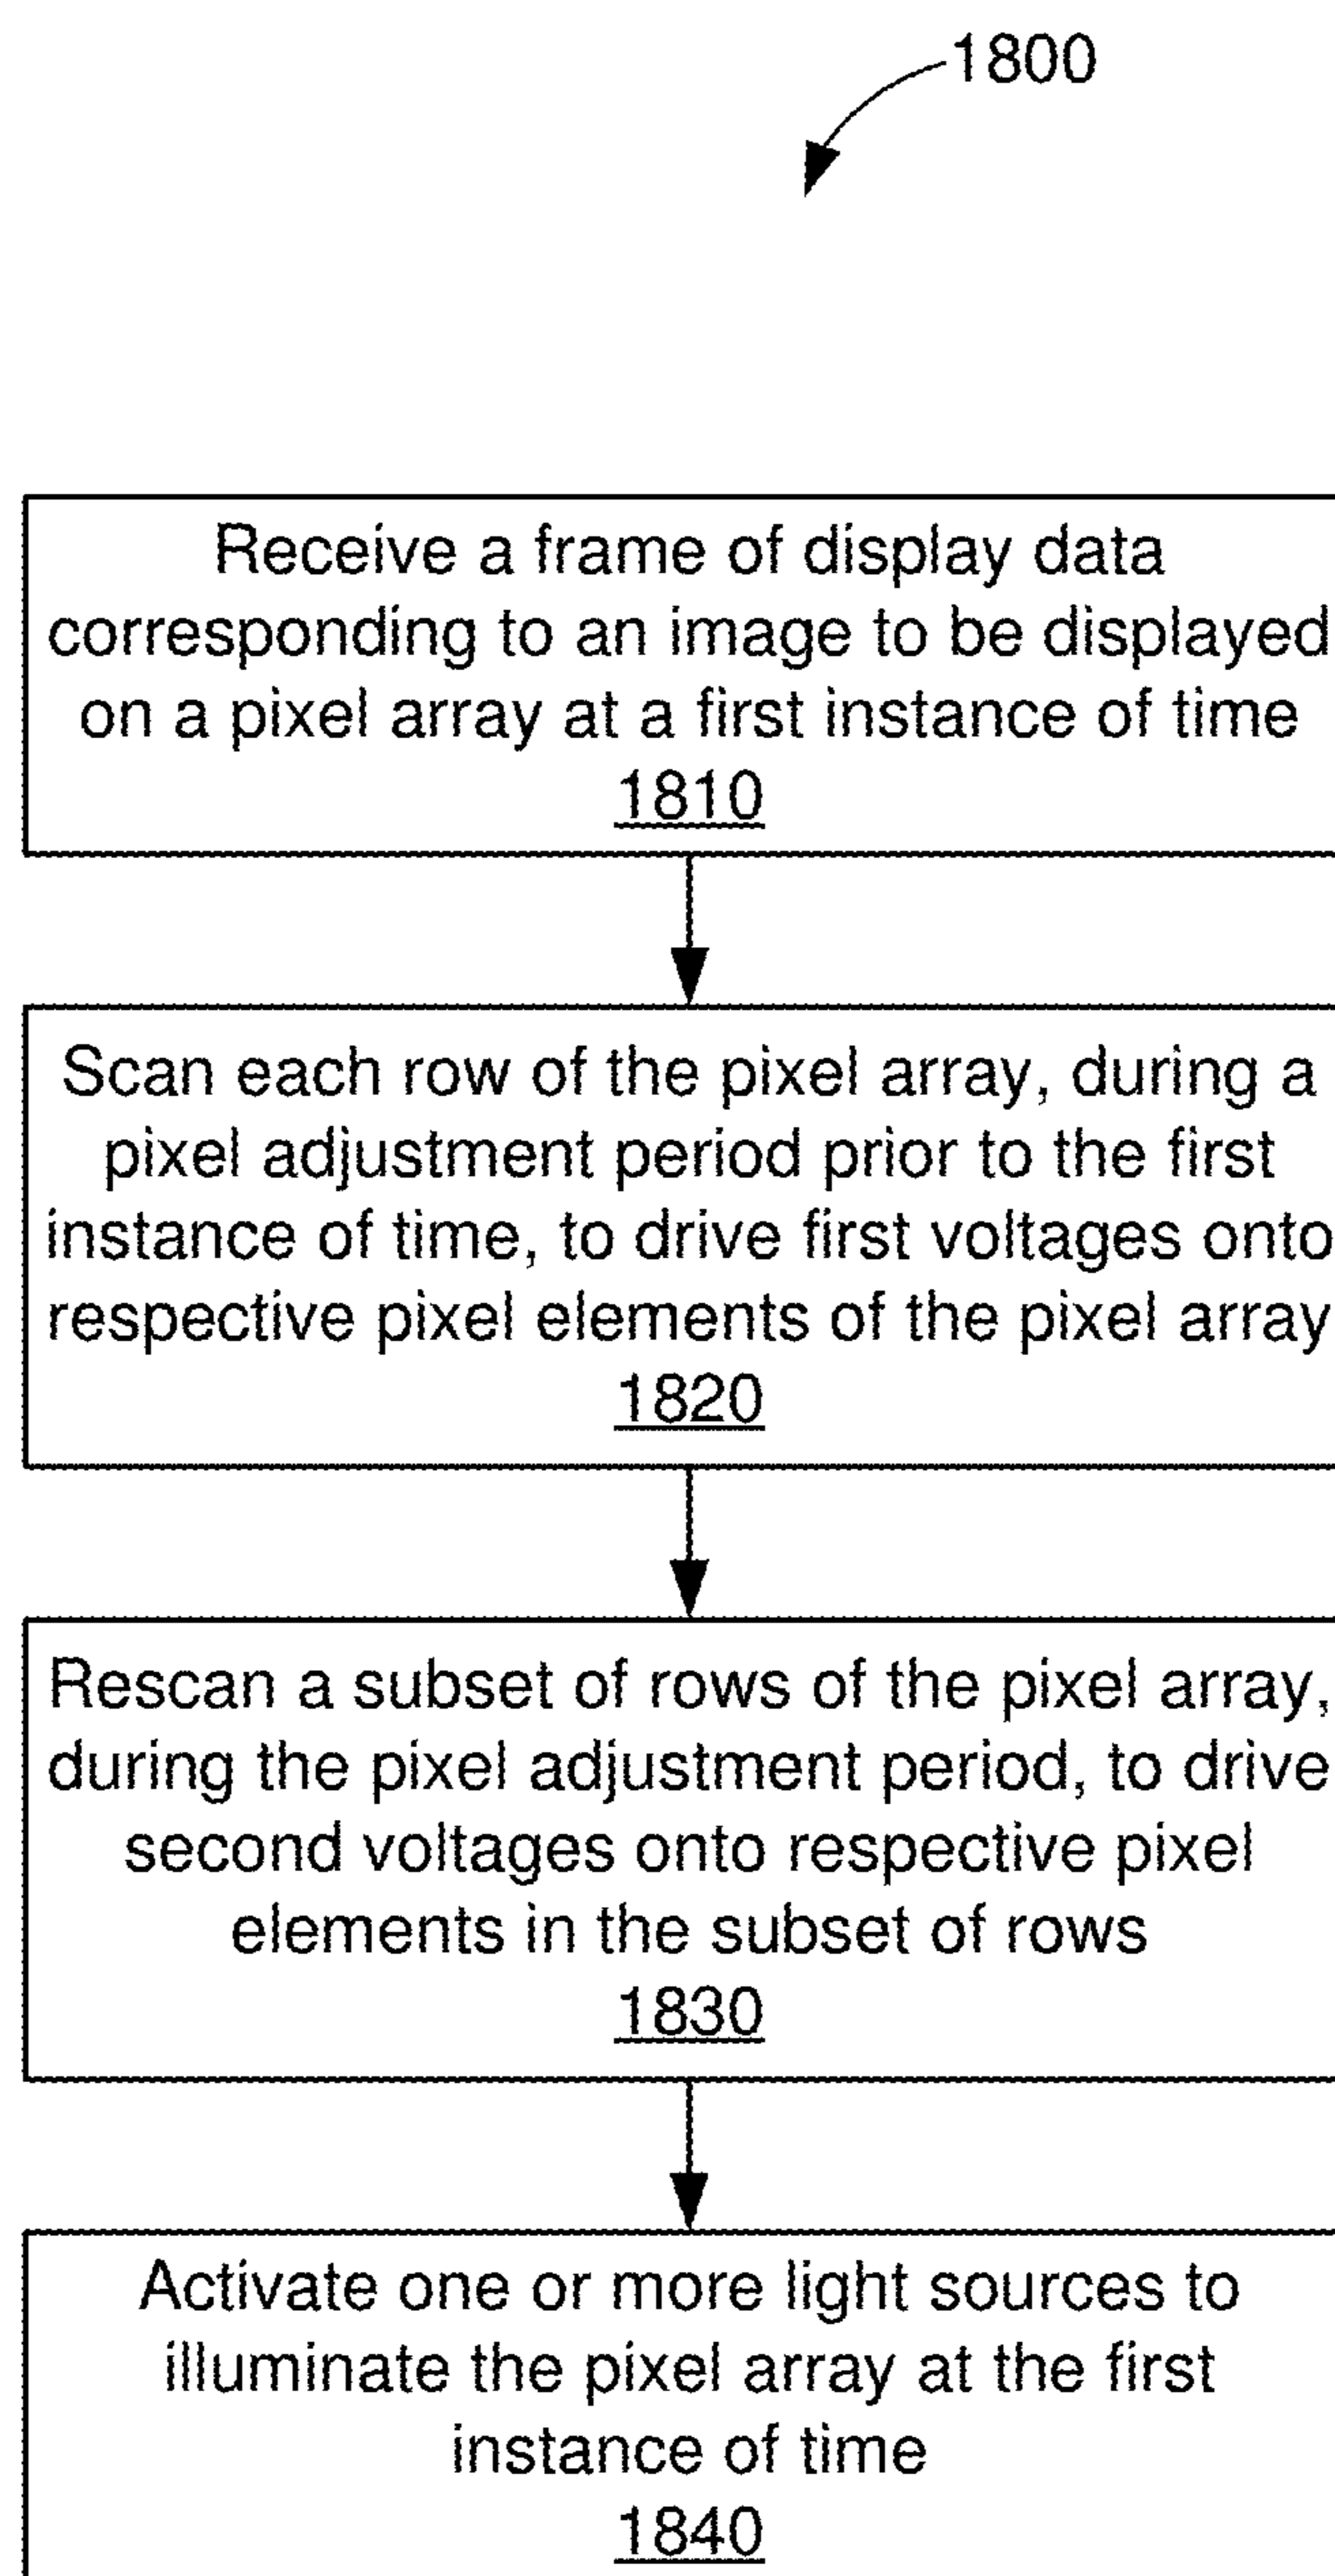 1800
Receive a frame of display data
corresponding to an image to be displayed
on a pixel array at a first instance of time
1810
Scan each row of the pixel array, during a
pixel adjustment period prior to the first
instance of time, to drive first voltages onto
respective pixel elements of the pixel array
1820
Rescan a subset of rows of the pixel array,
during the pixel adjustment period, to drive
second voltages onto respective pixel
elements in the subset of rows
1830
Activate one or more light sources to
illuminate the pixel array at the first
instance of time
1840